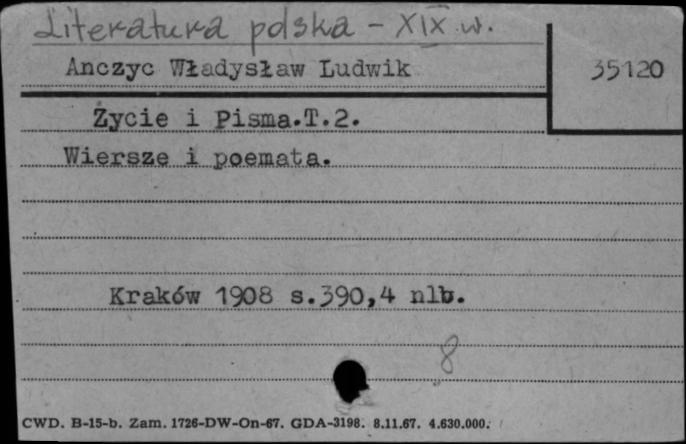 Literatura polska - XIX w.
Anczyc Władysław Ludwik
35120
Życie i Pisma.T.2.
Wiersze i poemata.
Kraków 1908 s.390,4 nlb.
8
CWD. B-15-b. Zam. 1726-DW-On-67. GDA-3198. 8.11.67. 4.630.000.